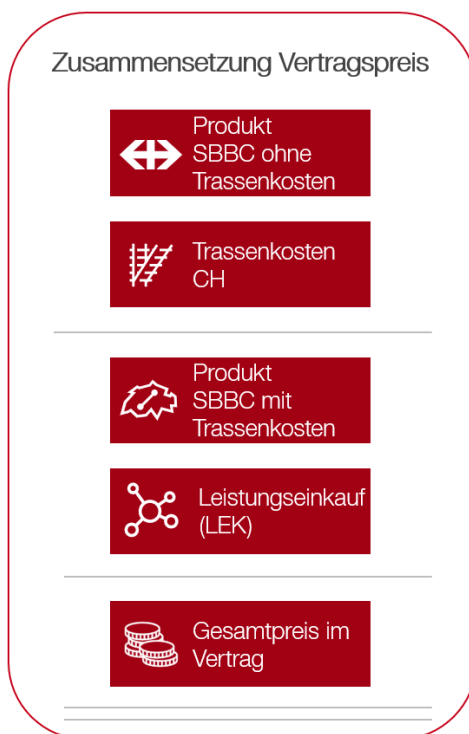 Zusammensetzung Vertragspreis
Produkt
SBBC ohne
Trassenkosten
Trassenkosten
CH
Produkt
SBBC mit
Trassenkosten
Leistungseinkauf
(LEK)
Gesamtpreis im
Vertrag